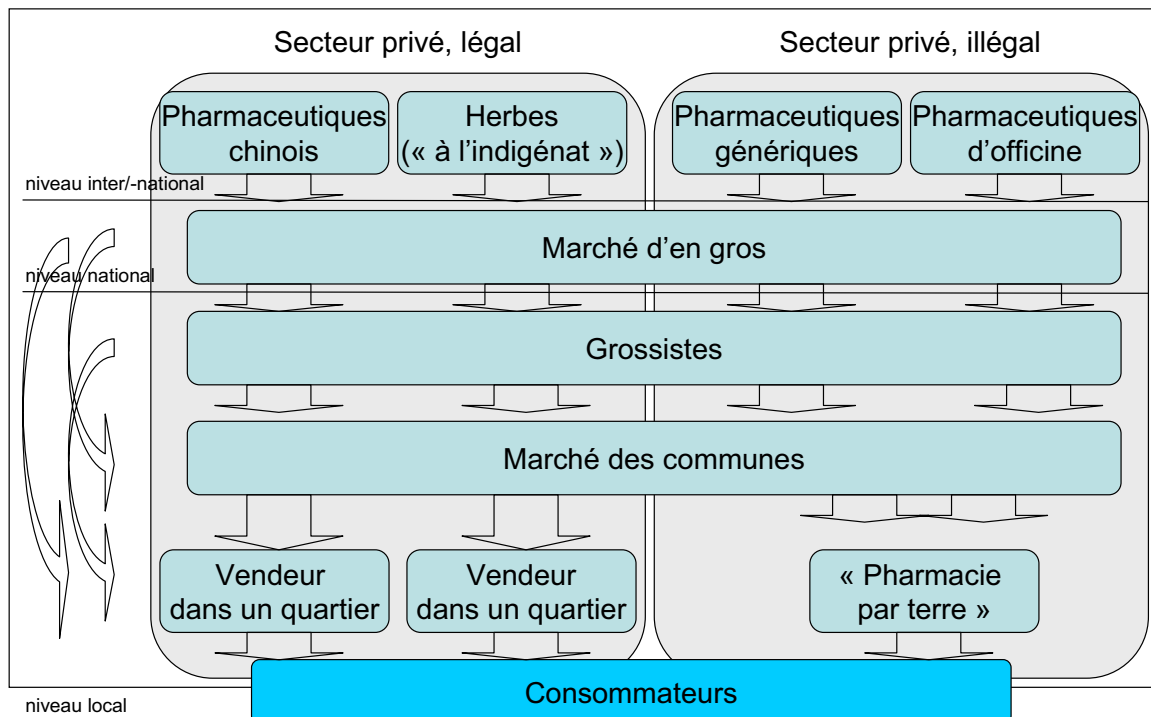 Secteur privé, légal
Secteur privé, illégal
Pharmaceutiques
chinois
Herbes
(« à l'indigénat »)
Pharmaceutiques
génériques
Pharmaceutiques
d'officine
niveau inter/-national
Marché d'en gros
niveau national
Grossistes
Marché des communes
Vendeur
dans un quartier
Vendeur
dans un quartier
« Pharmacie
par terre »
Consommateurs
niveau local